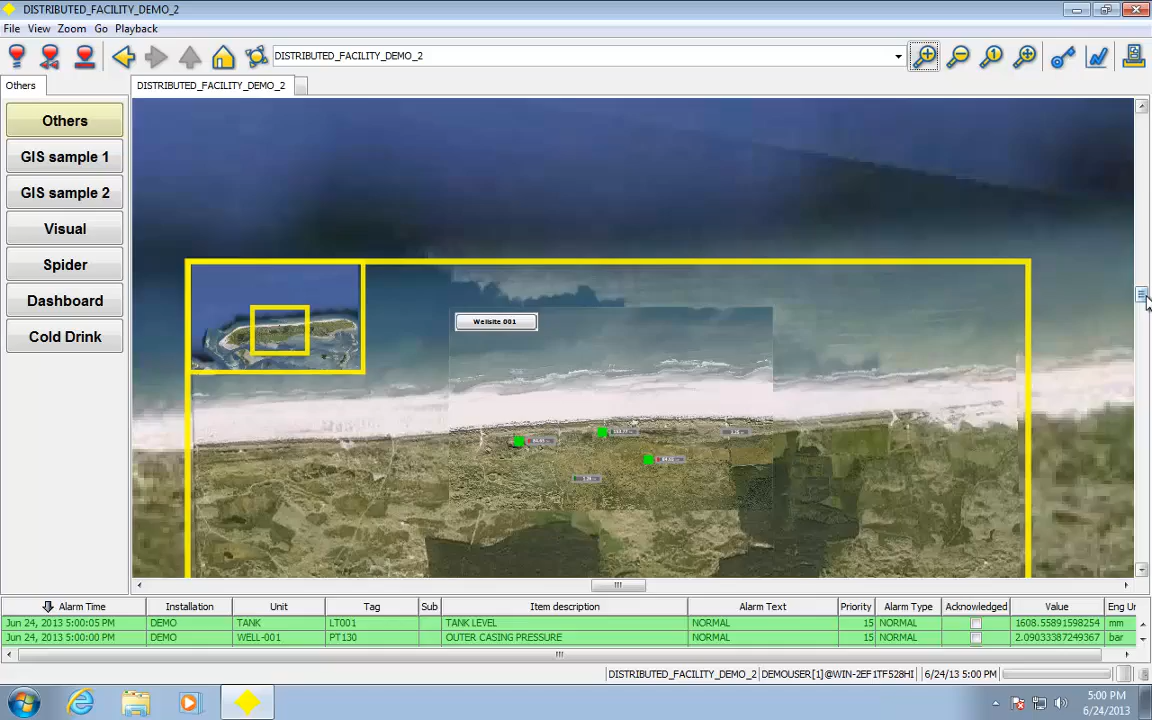 DISTRIBUTED_FACILITY_DEMO_2
File View Zoom Go Playback
DISTRIBUTED_FACILITY_DEMO_2
Others
DISTRIBUTED_FACILITY_DEMO_2
Others
GIS sample 1
GIS sample 2
Visual
Spider
Dashboard
Cold Drink
Wellsite 001
Alarm Time Installation Unit Tag Sub Item description Alarm Text Priority Alarm Type Acknowledged Value Eng Ur
Jun 24, 2013 5:00:05 PM DEMO TANK LT001 TANK LEVEL NORMAL 15 NORMAL 1608.55891598254 mm
Jun 24, 2013 5:00:00 PM DEMO WELL-001 PT130 OUTER CASING PRESSURE NORMAL 15 NORMAL 2.09033387249367 bar
DISTRIBUTED_FACILITY_DEMO_2 DEMOUSER[1]@WIN-2EF1TF528HI 6/24/13 5:00 PM
5:00 PM
6/24/2013